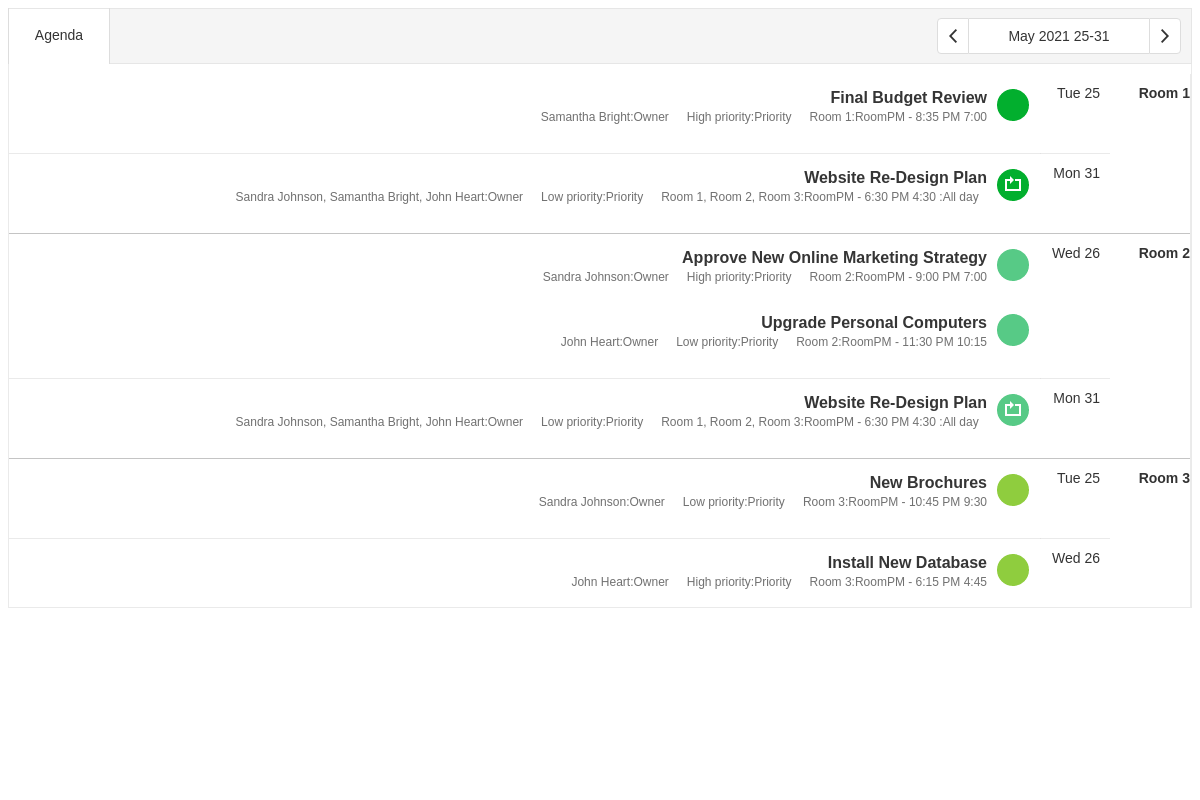 Agenda
May 2021 25-31
Room 1
Tue 25
Final Budget Review
Samantha Bright:Owner High priority:Priority Room 1:RoomPM - 8:35 PM 7:00
Mon 31
Website Re-Design Plan
Sandra Johnson, Samantha Bright, John Heart:Owner Low priority:Priority Room 1, Room 2, Room 3:RoomPM - 6:30 PM 4:30 :All day
Room 2
Wed 26
Approve New Online Marketing Strategy
Sandra Johnson:Owner High priority:Priority Room 2:RoomPM - 9:00 PM 7:00
Upgrade Personal Computers
John Heart:Owner Low priority:Priority Room 2:RoomPM - 11:30 PM 10:15
Mon 31
Website Re-Design Plan
Sandra Johnson, Samantha Bright, John Heart:Owner Low priority:Priority Room 1, Room 2, Room 3:RoomPM - 6:30 PM 4:30 :All day
Room 3
Tue 25
New Brochures
Sandra Johnson:Owner Low priority:Priority Room 3:RoomPM - 10:45 PM 9:30
Wed 26
Install New Database
John Heart:Owner High priority:Priority Room 3:RoomPM - 6:15 PM 4:45